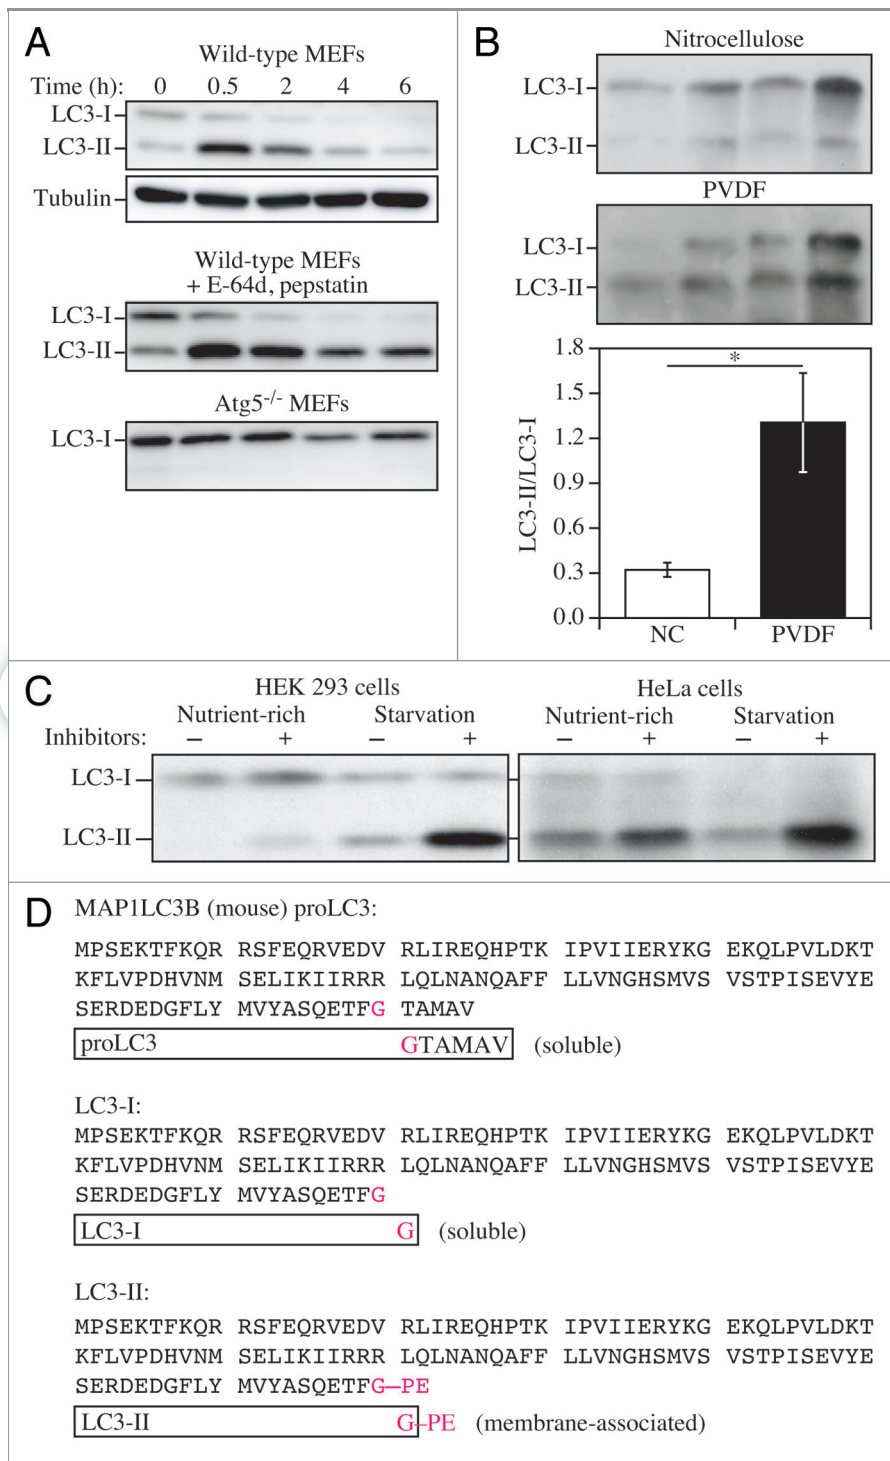 A
Wild-type MEFs
Time (h): 0 0.5 2 4 6
LC3-I
LC3-II
Tubulin
Wild-type MEFs
+ E-64d, pepstatin
LC3-I
LC3-II
Atg5-/- MEFs
LC3-I
B
Nitrocellulose
LC3-I
LC3-II
PVDF
LC3-I
LC3-II
1.8
1.5
1.2
0.9
0.6
0.3
0.0
LC3-II/LC3-I
*
NC PVDF
C
HEK 293 cells HeLa cells
Nutrient-rich Starvation Nutrient-rich Starvation
Inhibitors: – + – + – + – +
LC3-I
LC3-II
D
MAP1LC3B (mouse) proLC3:
MPSEKTFKQR RSFEQRVEDV RLIREQHPTK IPVIIERYKG EKQLPVLDKT
KFLVPDHVNM SELIKIIRRR LQLNANQAFF LLVNGHSMVS VSTPISEVYE
SERDEDGFLY MVYASQETFG TAMAV
proLC3 GTAMAV (soluble)
LC3-I:
MPSEKTFKQR RSFEQRVEDV RLIREQHPTK IPVIIERYKG EKQLPVLDKT
KFLVPDHVNM SELIKIIRRR LQLNANQAFF LLVNGHSMVS VSTPISEVYE
SERDEDGFLY MVYASQETFG
LC3-I G (soluble)
LC3-II:
MPSEKTFKQR RSFEQRVEDV RLIREQHPTK IPVIIERYKG EKQLPVLDKT
KFLVPDHVNM SELIKIIRRR LQLNANQAFF LLVNGHSMVS VSTPISEVYE
SERDEDGFLY MVYASQETFG–PE
LC3-II G–PE (membrane-associated)